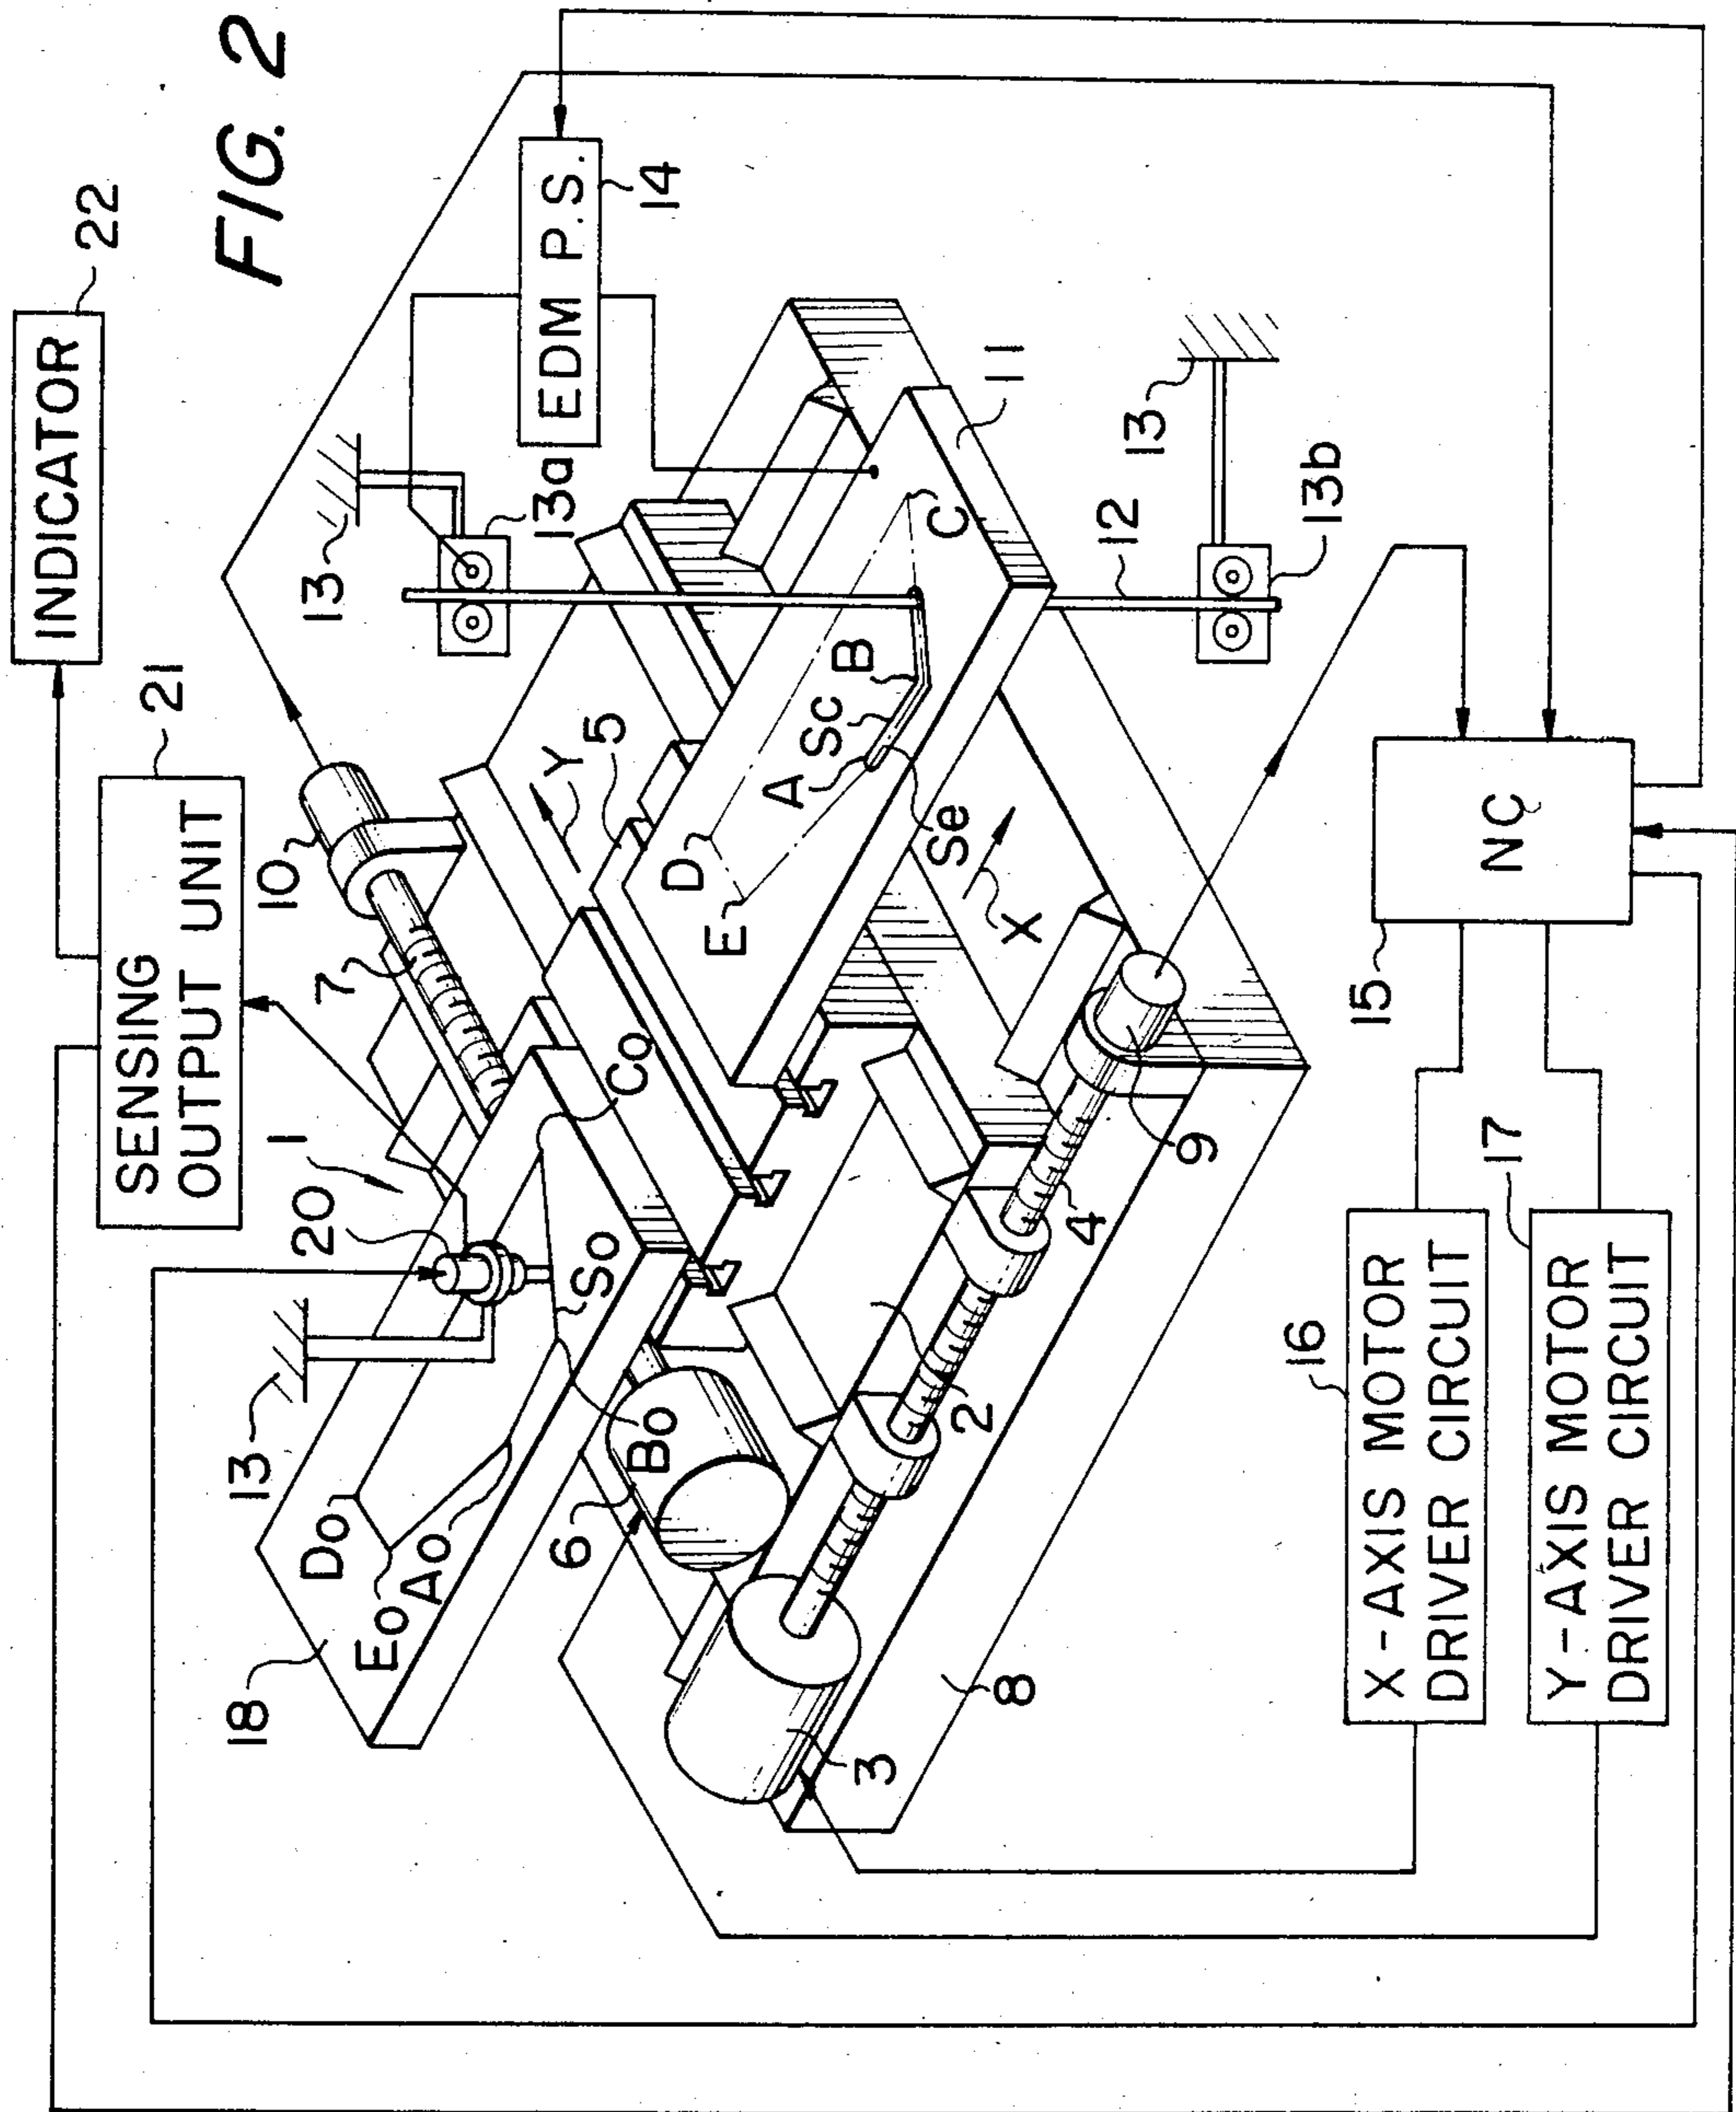 FIG. 2
INDICATOR
22
SENSING
OUTPUT UNIT
21
EDM P.S.
14
13
13a
10
7
1
20
13
Y
5
D
E
A
Sc
B
C
Se
X
11
12
13
13b
Co
So
Bo
Do
Eo
Ao
18
6
2
4
9
3
8
NC
15
16
X-AXIS MOTOR
DRIVER CIRCUIT
17
Y-AXIS MOTOR
DRIVER CIRCUIT